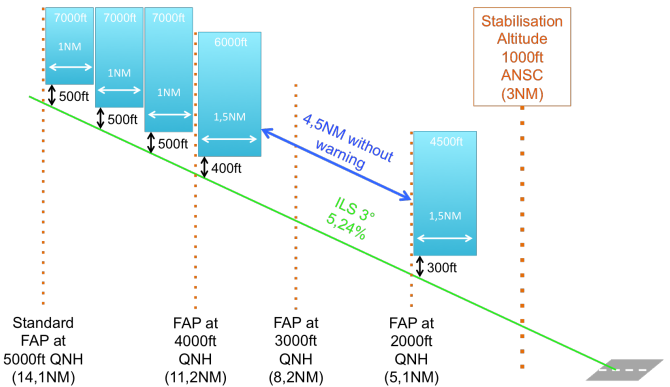 7000ft
7000ft
7000ft
6000ft
1NM
1NM
1NM
1,5NM
500ft
500ft
500ft
400ft
4,5NM without
warning
4500ft
1,5NM
300ft
ILS 3°
5,24%
Stabilisation
Altitude
1000ft
ANSC
(3NM)
Standard
FAP at
5000ft QNH
(14,1NM)
FAP at
4000ft
QNH
(11,2NM)
FAP at
3000ft
QNH
(8,2NM)
FAP at
2000ft
QNH
(5,1NM)